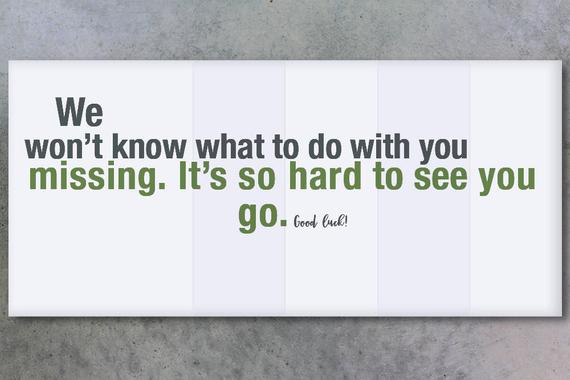 We
won’t know what to do with you
missing. It’s so hard to see you
go. Good luck!